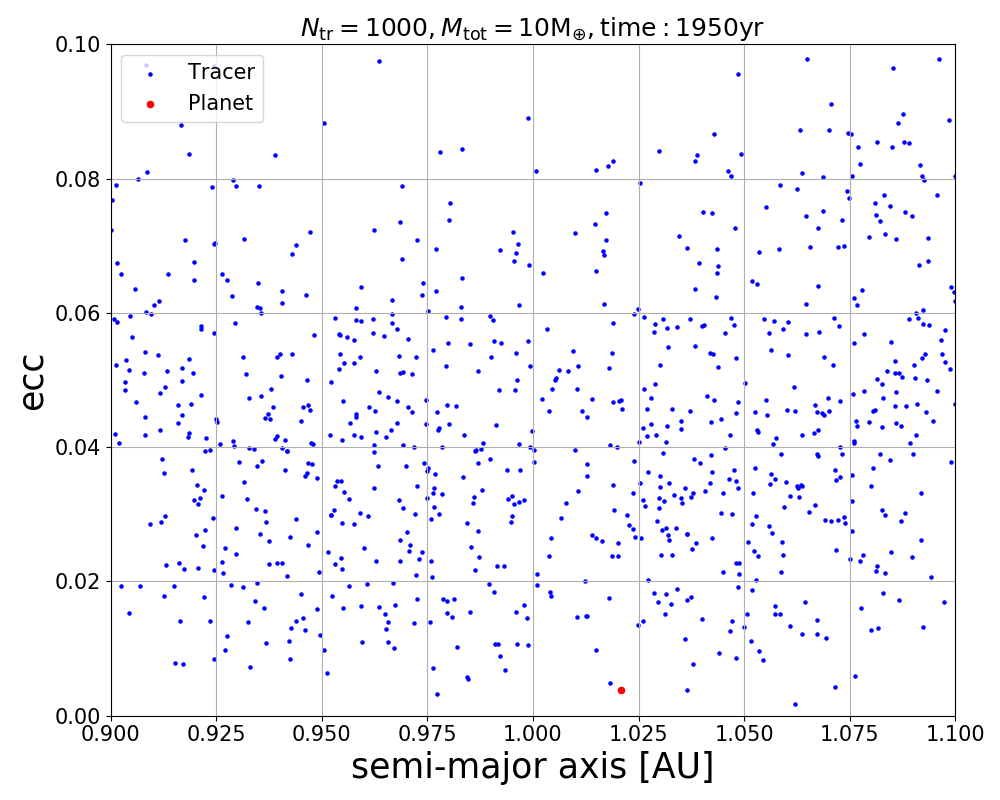 N_tr = 1000, M_tot = 10M_⊕, time : 1950yr
Tracer
Planet
ecc
0.10
0.08
0.06
0.04
0.02
0.00
0.900 0.925 0.950 0.975 1.000 1.025 1.050 1.075 1.100
semi-major axis [AU]